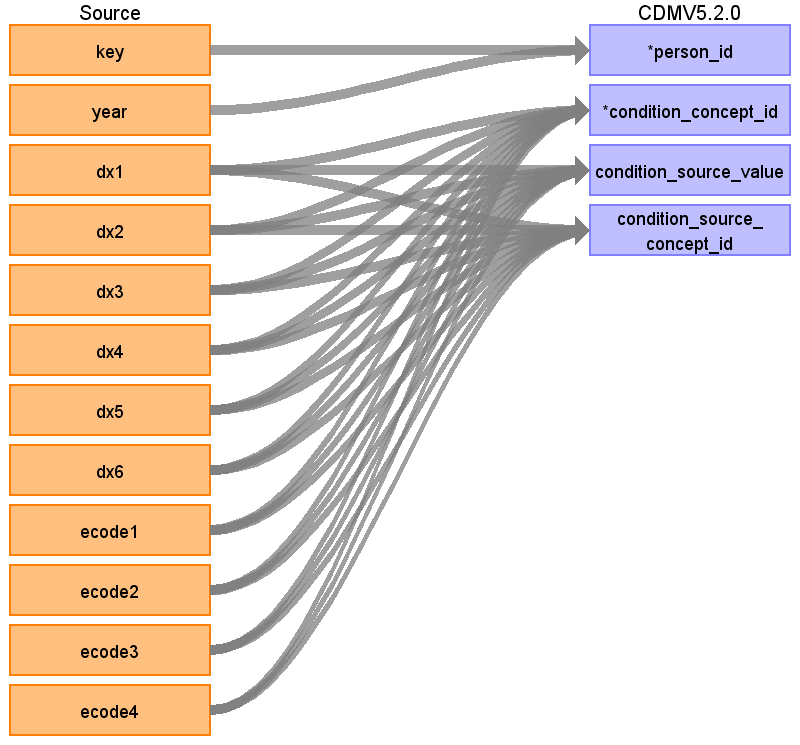 Source
CDMV5.2.0
key
*person_id
year
*condition_concept_id
dx1
condition_source_value
dx2
condition_source_
concept_id
dx3
dx4
dx5
dx6
ecode1
ecode2
ecode3
ecode4